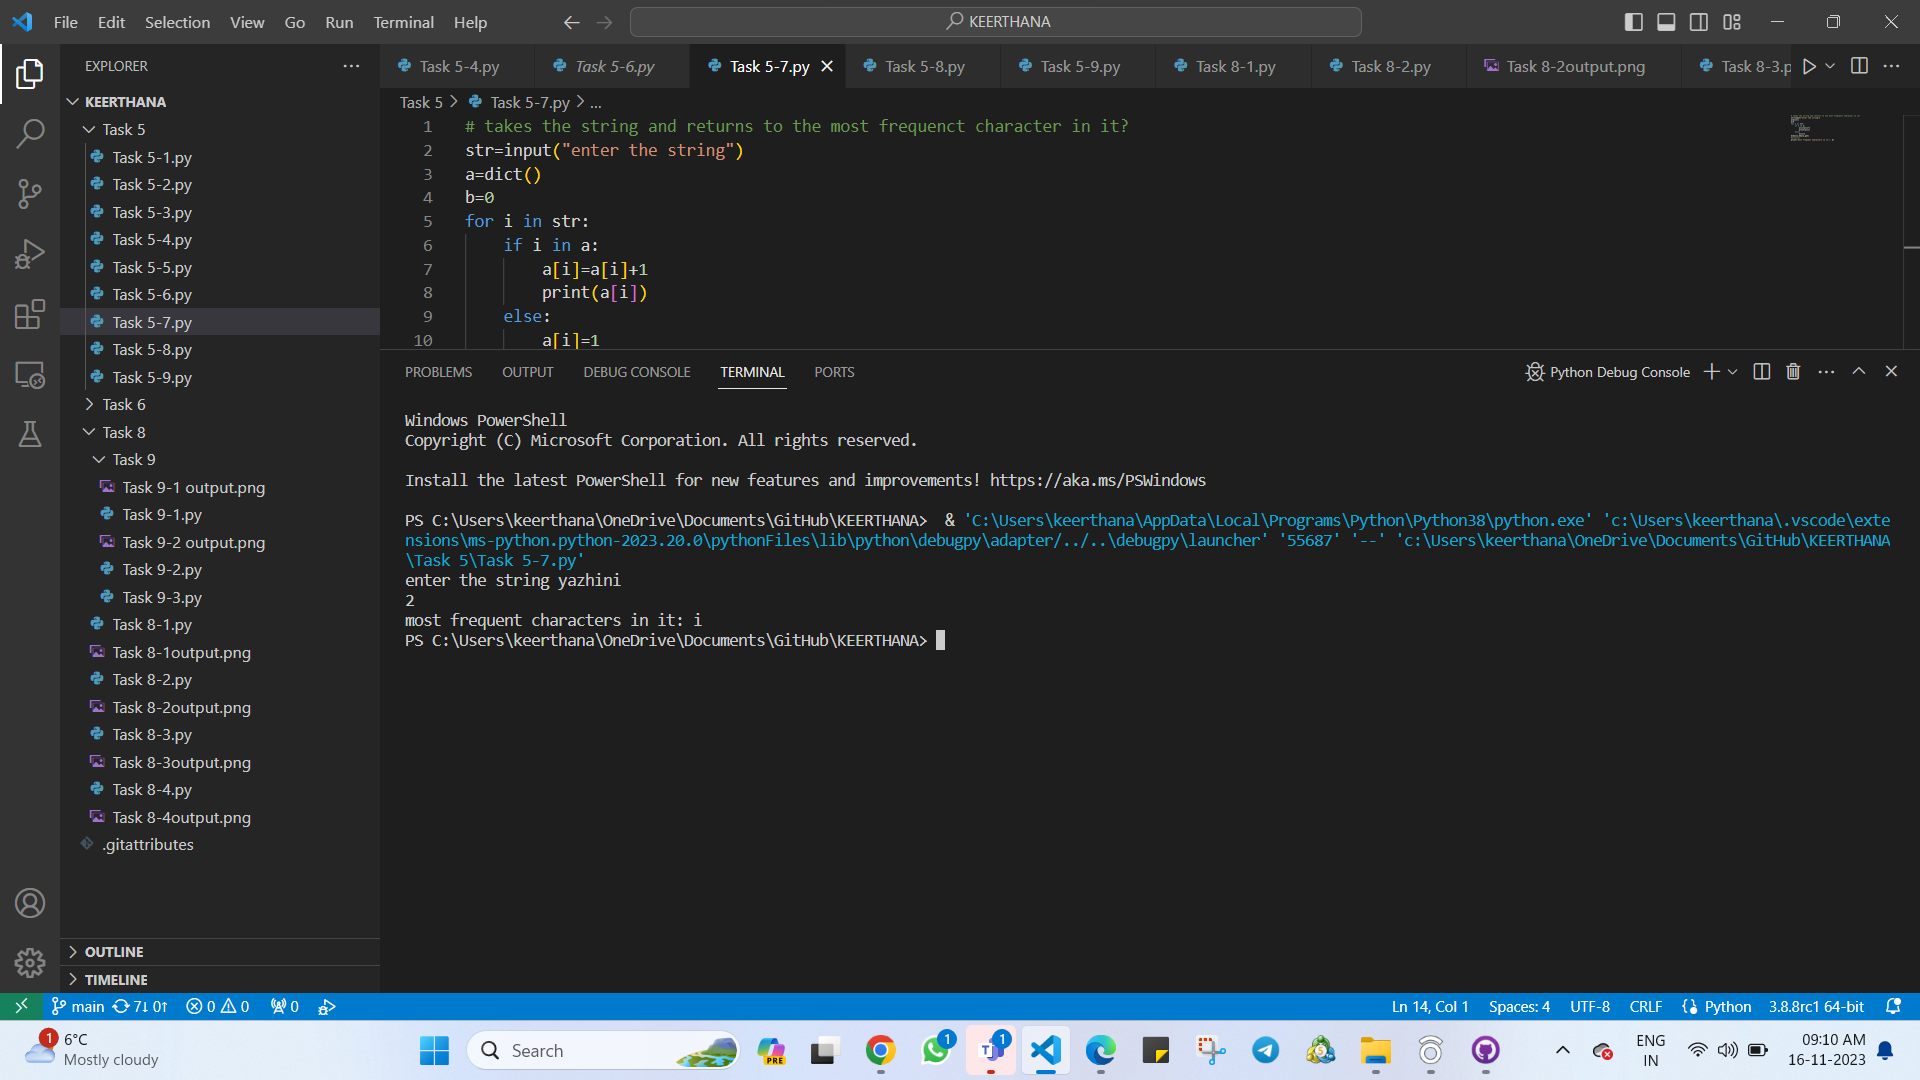 File Edit Selection View Go Run Terminal Help
KEERTHANA
EXPLORER
KEERTHANA
Task 5
Task 5-1.py
Task 5-2.py
Task 5-3.py
Task 5-4.py
Task 5-5.py
Task 5-6.py
Task 5-7.py
Task 5-8.py
Task 5-9.py
Task 6
Task 8
Task 9
Task 9-1 output.png
Task 9-1.py
Task 9-2 output.png
Task 9-2.py
Task 9-3.py
Task 8-1.py
Task 8-1output.png
Task 8-2.py
Task 8-2output.png
Task 8-3.py
Task 8-3output.png
Task 8-4.py
Task 8-4output.png
.gitattributes
OUTLINE
TIMELINE
Task 5-4.py Task 5-6.py Task 5-7.py Task 5-8.py Task 5-9.py Task 8-1.py Task 8-2.py Task 8-2output.png Task 8-3.p
Task 5 > Task 5-7.py > ...
1 # takes the string and returns to the most frequenct character in it?
2 str=input("enter the string")
3 a=dict()
4 b=0
5 for i in str:
6 if i in a:
7 a[i]=a[i]+1
8 print(a[i])
9 else:
10 a[i]=1
PROBLEMS OUTPUT DEBUG CONSOLE TERMINAL PORTS
Python Debug Console
Windows PowerShell
Copyright (C) Microsoft Corporation. All rights reserved.
Install the latest PowerShell for new features and improvements! https://aka.ms/PSWindows
PS C:\Users\keerthana\OneDrive\Documents\GitHub\KEERTHANA>  & 'C:\Users\keerthana\AppData\Local\Programs\Python\Python38\python.exe' 'c:\Users\keerthana\.vscode\exte
nsions\ms-python.python-2023.20.0\pythonFiles\lib\python\debugpy\adapter/../..\debugpy\launcher' '55687' '--' 'c:\Users\keerthana\OneDrive\Documents\GitHub\KEERTHANA
\Task 5\Task 5-7.py'
enter the string yazhini
2
most frequent characters in it: i
PS C:\Users\keerthana\OneDrive\Documents\GitHub\KEERTHANA>
main 7↓ 0↑ 0 0 0
Ln 14, Col 1 Spaces: 4 UTF-8 CRLF Python 3.8.8rc1 64-bit
1
6°C
Mostly cloudy
Search
PRE
1
1
ENG
IN
09:10 AM
16-11-2023